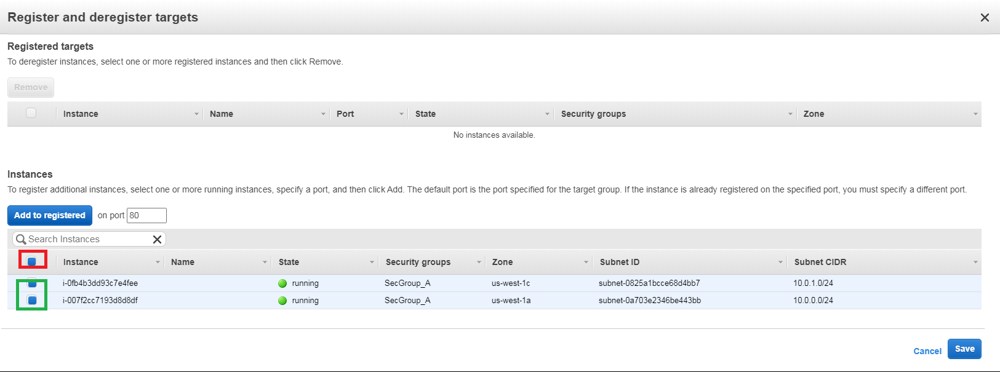 Register and deregister targets
Registered targets
To deregister instances, select one or more registered instances and then click Remove.
Remove
Instance Name Port State Security groups Zone
No instances available.
Instances
To register additional instances, select one or more running instances, specify a port, and then click Add. The default port is the port specified for the target group. If the instance is already registered on the specified port, you must specify a different port.
Add to registered on port 80
Search Instances
Instance Name State Security groups Zone Subnet ID Subnet CIDR
i-0fb4b3dd93c7e4fee running SecGroup_A us-west-1c subnet-0825a1bcce68d4bb7 10.0.1.0/24
i-007f2cc7193d8d8df running SecGroup_A us-west-1a subnet-0a703e2346be443bb 10.0.0.0/24
Cancel Save